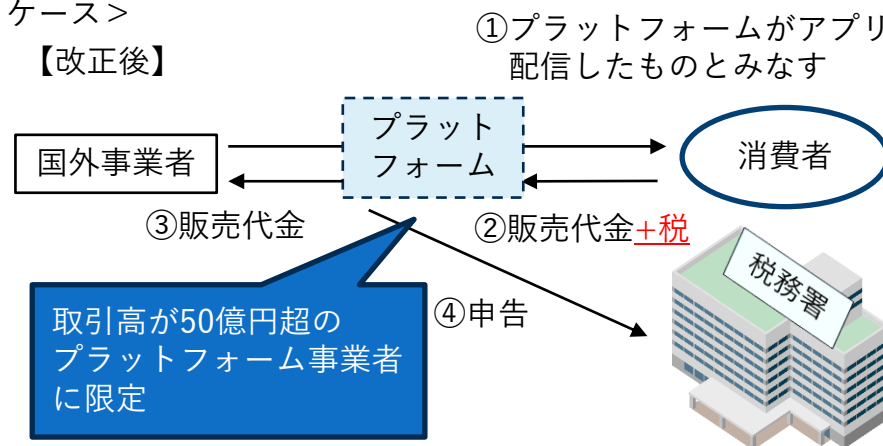 ケース＞
①プラットフォームがアプリ
配信したものとみなす
【改正後】
プラット
フォーム
国外事業者
消費者
③販売代金
②販売代金+税
税務署
取引高が50億円超の
プラットフォーム事業者
に限定
④申告